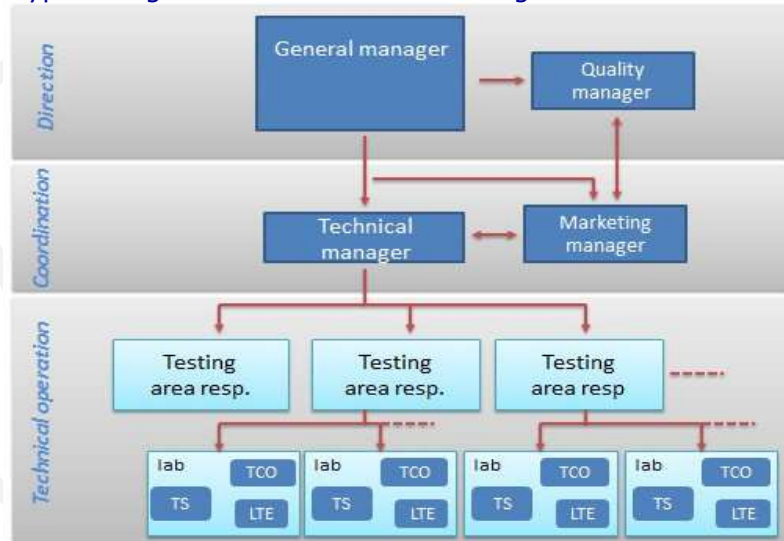 Direction
General manager
Quality
manager
Coordination
Technical
manager
Marketing
manager
Technical operation
Testing
area resp.
Testing
area resp.
Testing
area resp
lab
TCO
TS
LTE
lab
TCO
TS
LTE
lab
TCO
TS
LTE
lab
TCO
TS
LTE